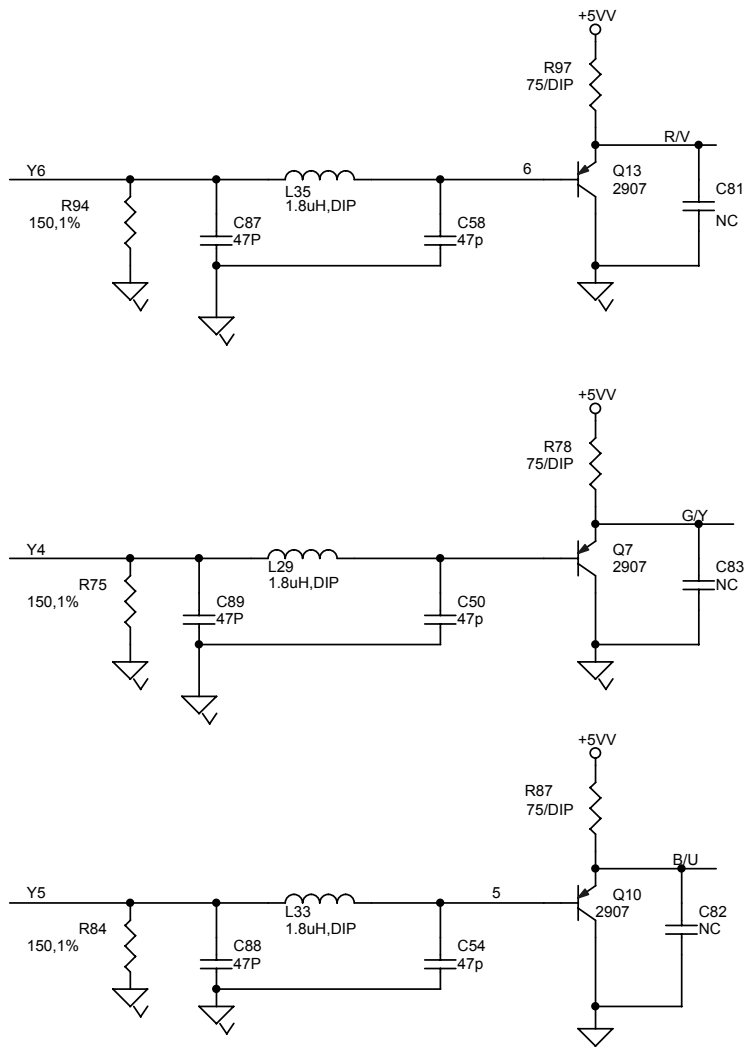 +5VV
R97
75/DIP
R/V
Y6
6
Q13
2907
C81
NC
L35
1.8uH,DIP
R94
150,1%
C87
47P
C58
47p
+5VV
R78
75/DIP
G/Y
Y4
Q7
2907
C83
NC
L29
1.8uH,DIP
R75
150,1%
C89
47P
C50
47p
+5VV
R87
75/DIP
B/U
Y5
5
Q10
2907
C82
NC
L33
1.8uH,DIP
R84
150,1%
C88
47P
C54
47p